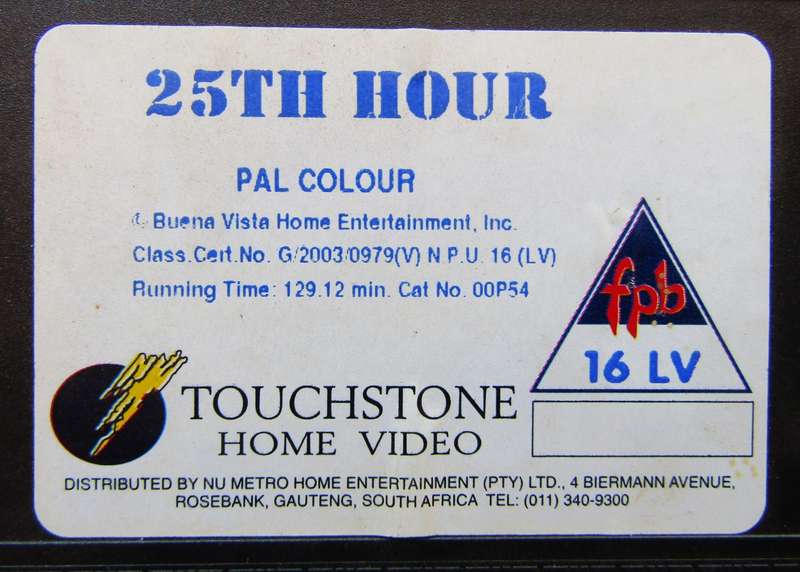 25TH HOUR
PAL COLOUR
© Buena Vista Home Entertainment, Inc.
Class.Cert.No. G/2003/0979(V) N.P.U. 16 (LV)
Running Time: 129.12 min. Cat No. 00P54
fpb
16 LV
TOUCHSTONE
HOME VIDEO
DISTRIBUTED BY NU METRO HOME ENTERTAINMENT (PTY) LTD., 4 BIERMANN AVENUE,
ROSEBANK, GAUTENG, SOUTH AFRICA TEL: (011) 340-9300